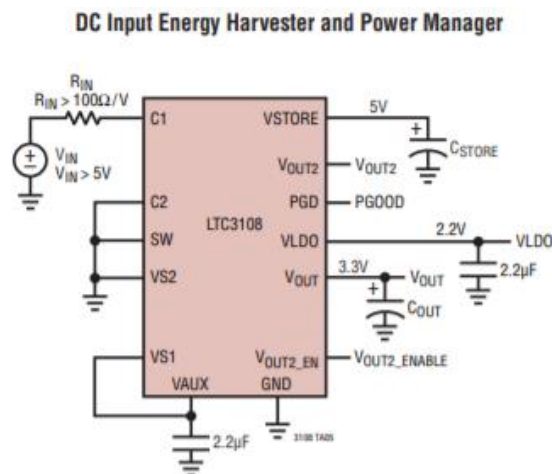 DC Input Energy Harvester and Power Manager
RIN
RIN > 100Ω/V
C1
VSTORE
5V
+
CSTORE
VIN
VIN > 5V
VOUT2
VOUT2
C2
PGD
PGOOD
LTC3108
SW
VLDO
2.2V
VLDO
VS2
VOUT
3.3V
VOUT
2.2µF
+
COUT
VS1
VOUT2_EN
VOUT2_ENABLE
VAUX
GND
2.2µF
3108 TA05